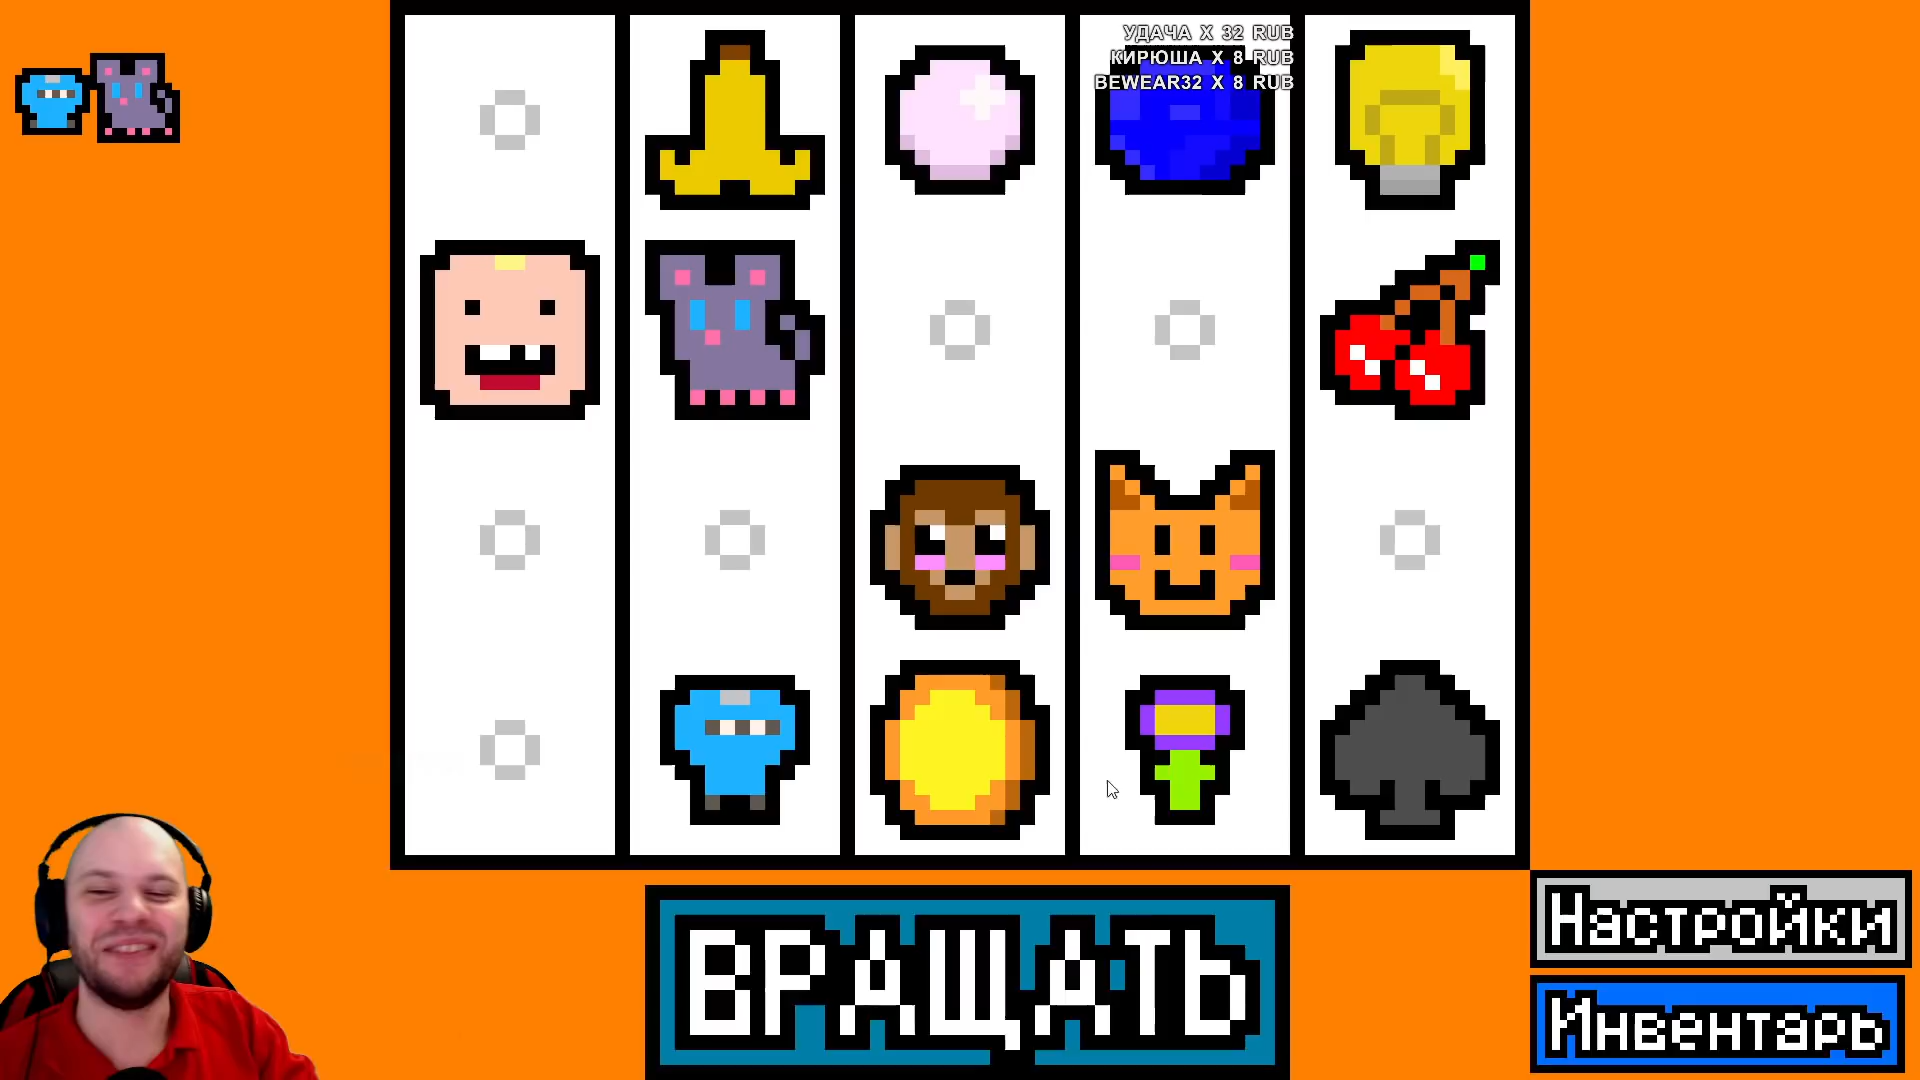 УДАЧА X 32 RUB
КИРЮША X 8 RUB
BEWEAR32 X 8 RUB
ВРАЩАТЬ
Настройки
Инвентарь